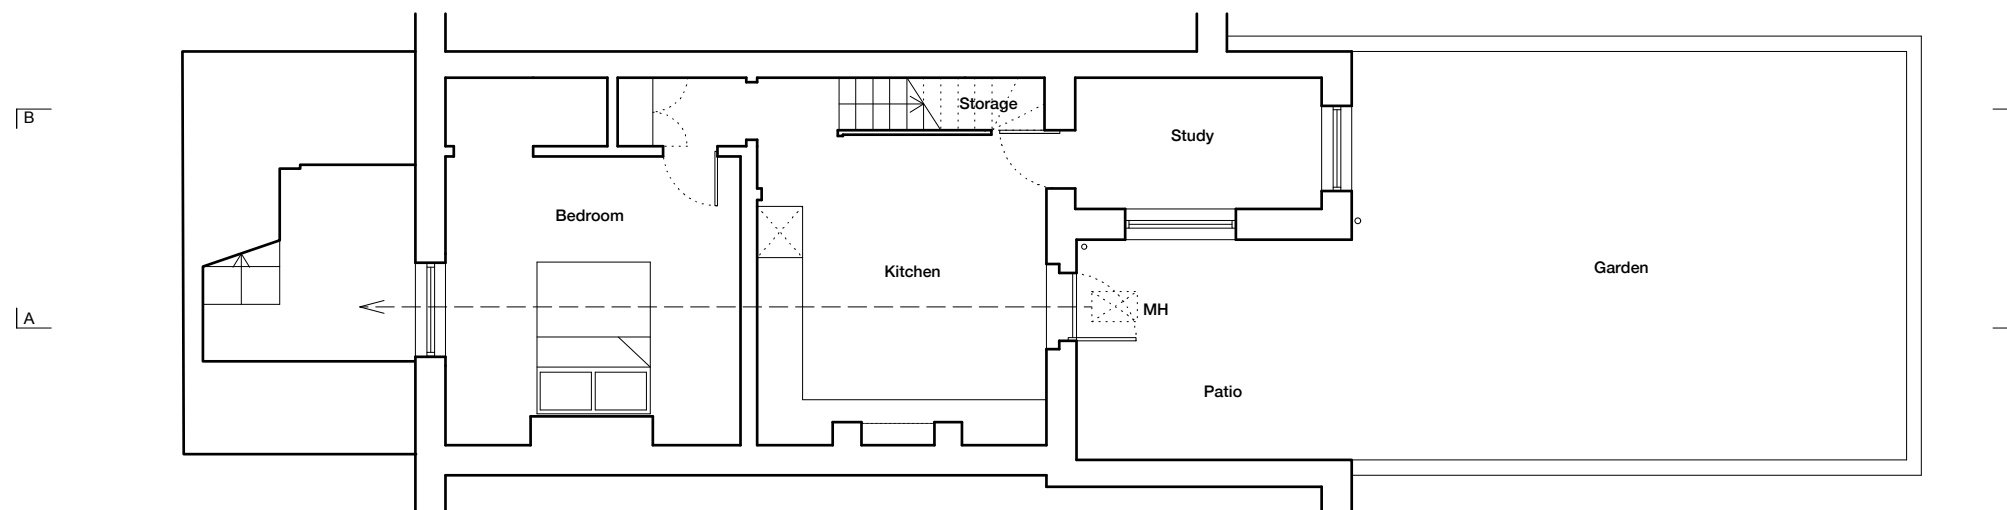 B
Storage
Study
Bedroom
Garden
Kitchen
MH
A
Patio